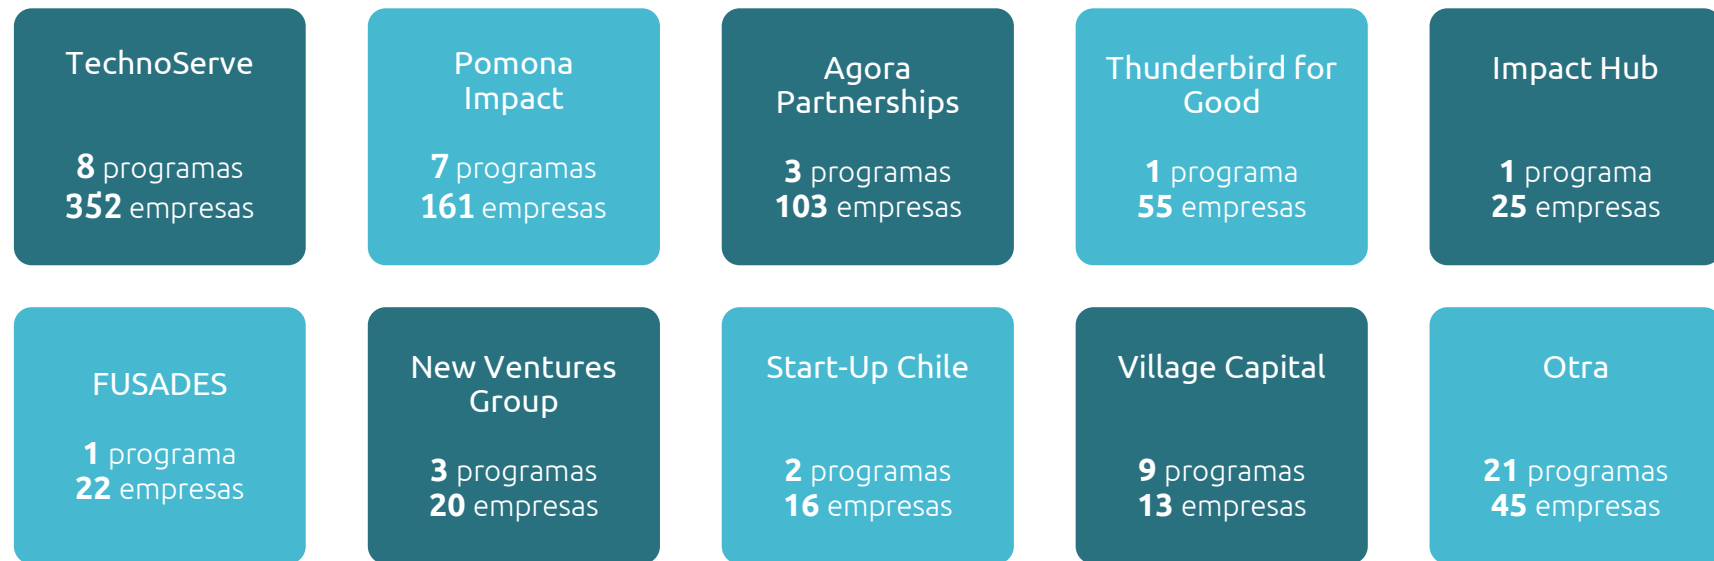 TechnoServe
8 programas
352 empresas
Pomona
Impact
7 programas
161 empresas
Agora
Partnerships
3 programas
103 empresas
Thunderbird for
Good
1 programa
55 empresas
Impact Hub
1 programa
25 empresas
FUSADES
1 programa
22 empresas
New Ventures
Group
3 programas
20 empresas
Start-Up Chile
2 programas
16 empresas
Village Capital
9 programas
13 empresas
Otra
21 programas
45 empresas